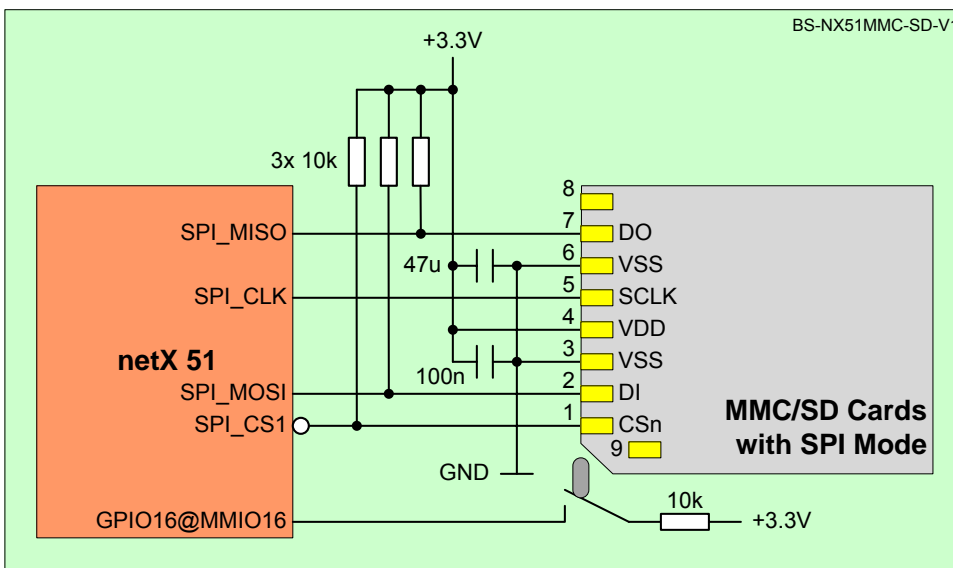 BS-NX51MMC-SD-V1
+3.3V
3x 10k
8
SPI_MISO
7
DO
47u
6
VSS
SPI_CLK
5
SCLK
4
VDD
netX 51
3
VSS
100n
SPI_MOSI
2
DI
SPI_CS1
1
CSn
MMC/SD Cards
with SPI Mode
9
GND
10k
GPIO16@MMIO16
+3.3V